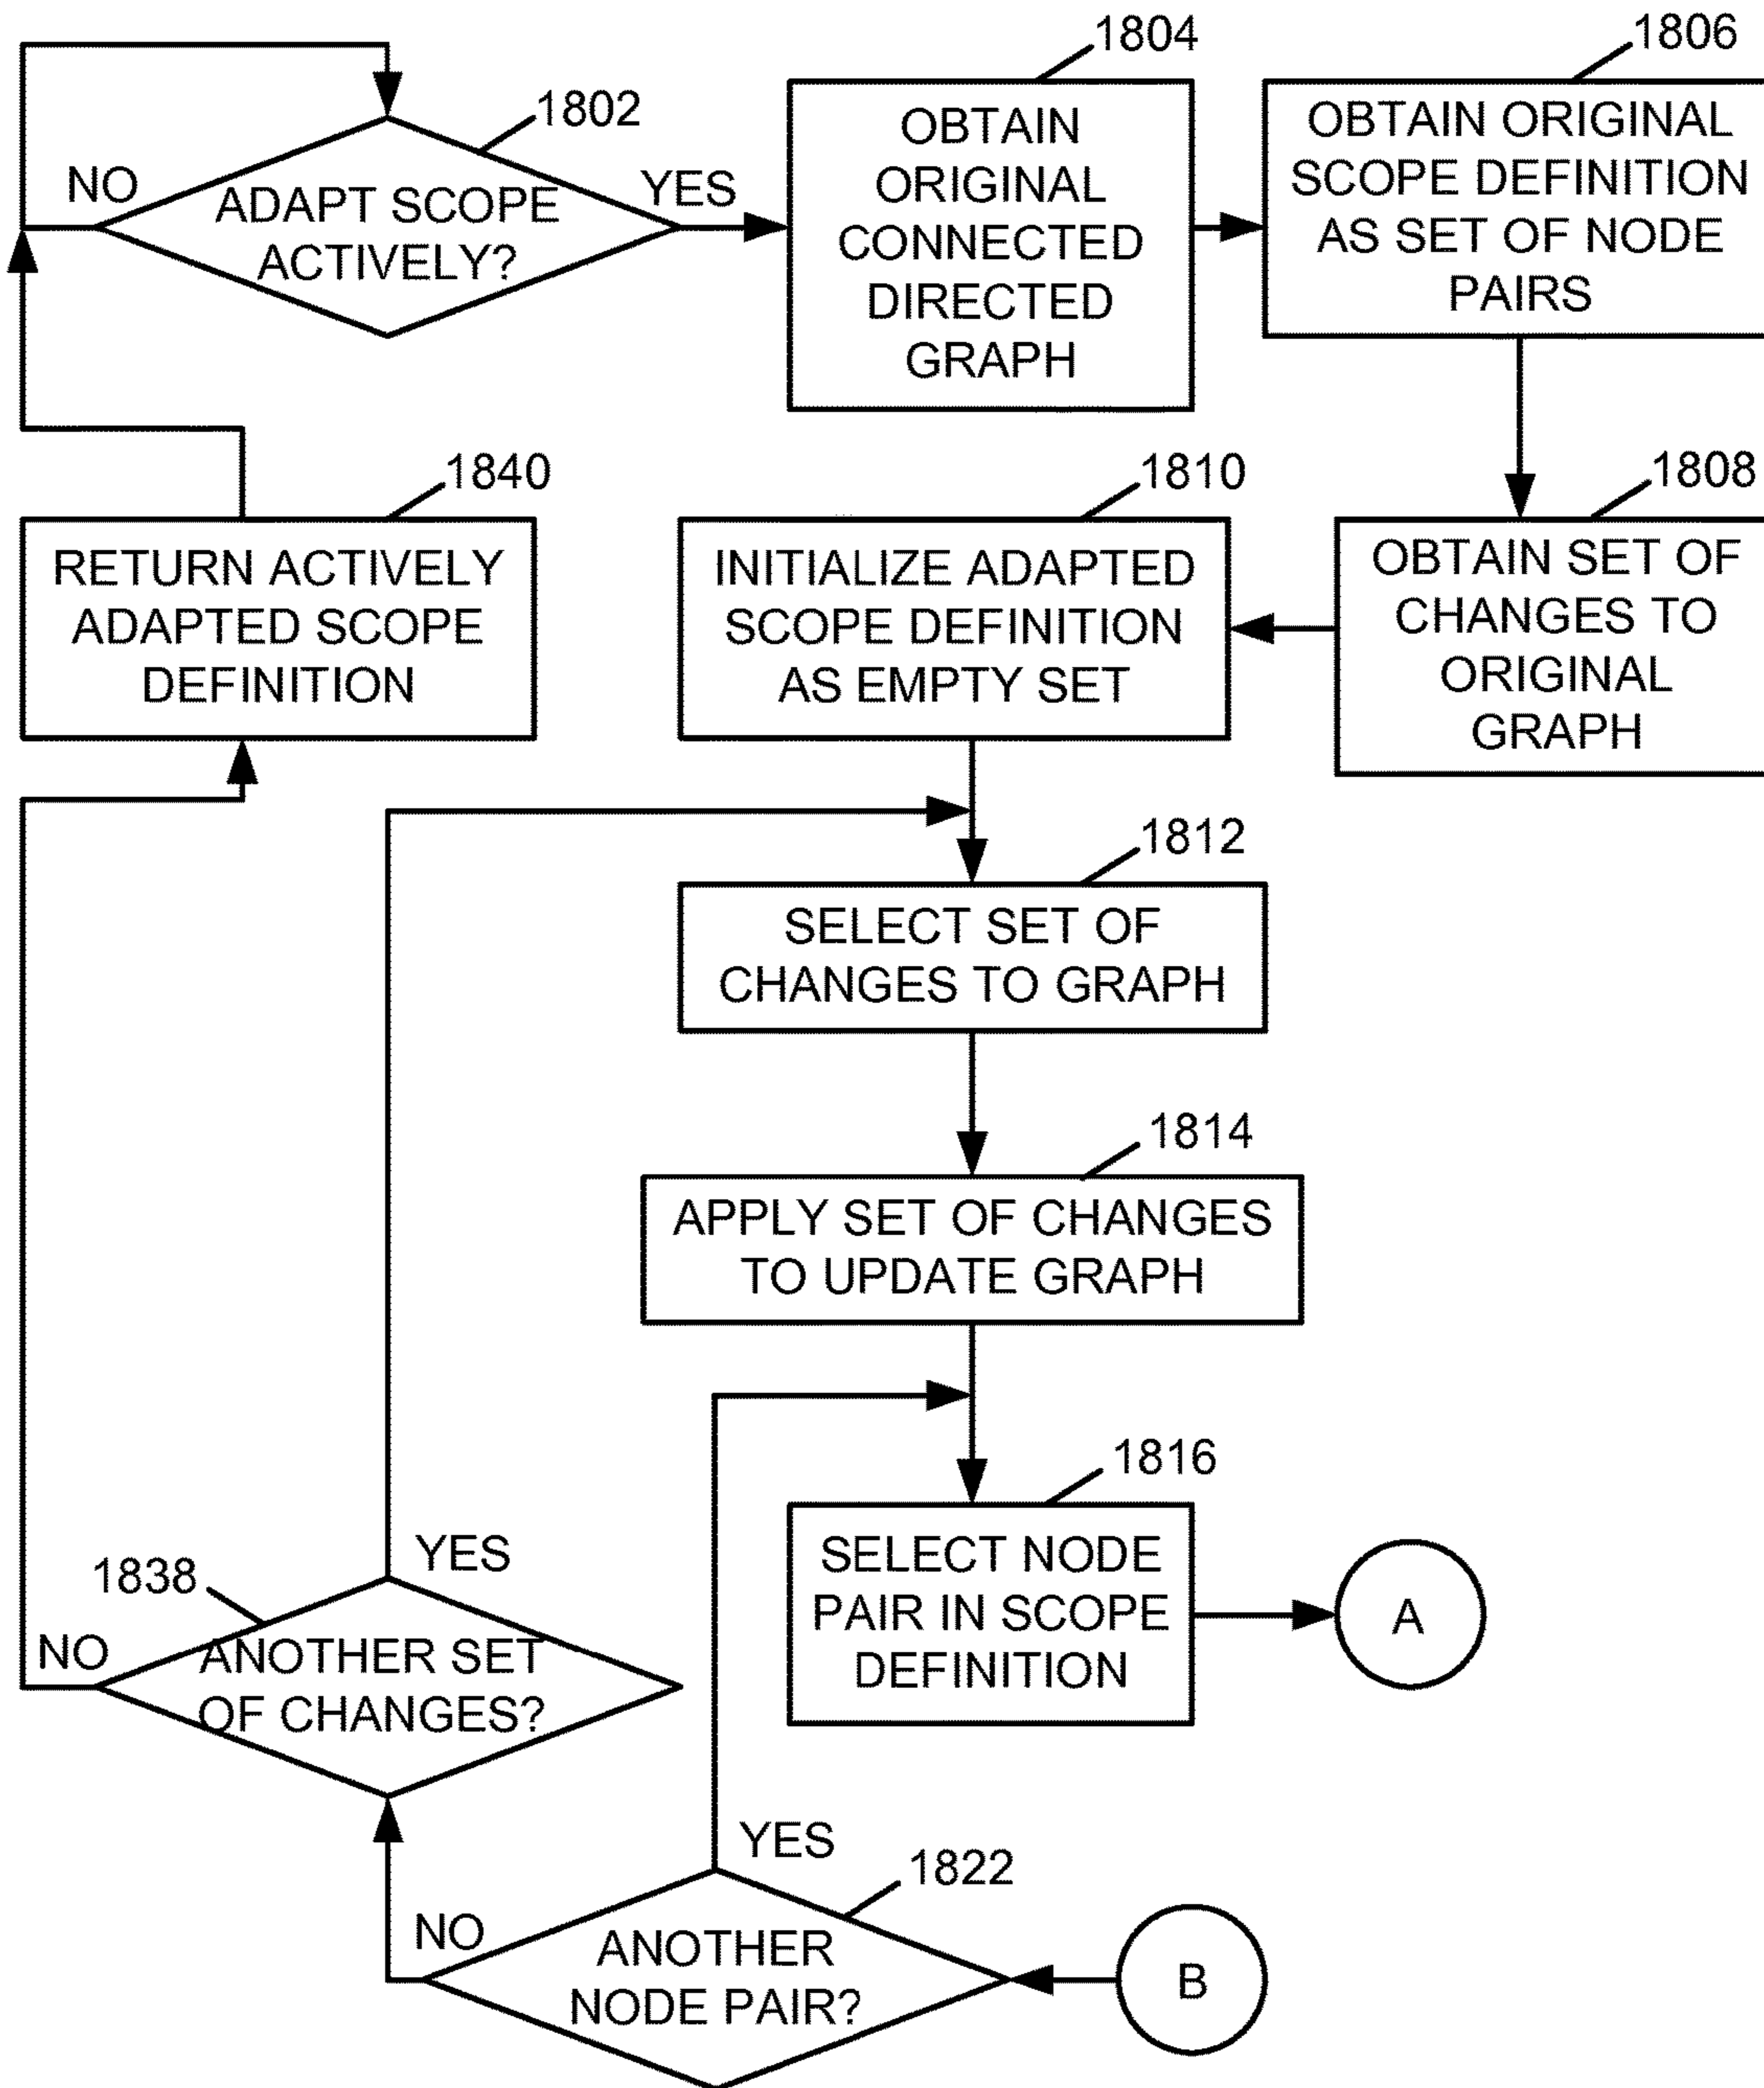 1804
1806
1802
NO
YES
ADAPT SCOPE
ACTIVELY?
OBTAIN
ORIGINAL
CONNECTED
DIRECTED
GRAPH
OBTAIN ORIGINAL
SCOPE DEFINITION
AS SET OF NODE
PAIRS
1840
1810
1808
RETURN ACTIVELY
ADAPTED SCOPE
DEFINITION
INITIALIZE ADAPTED
SCOPE DEFINITION
AS EMPTY SET
OBTAIN SET OF
CHANGES TO
ORIGINAL
GRAPH
1812
SELECT SET OF
CHANGES TO GRAPH
1814
APPLY SET OF CHANGES
TO UPDATE GRAPH
1816
SELECT NODE
PAIR IN SCOPE
DEFINITION
A
1838
YES
NO
ANOTHER SET
OF CHANGES?
YES
1822
NO
ANOTHER
NODE PAIR?
B